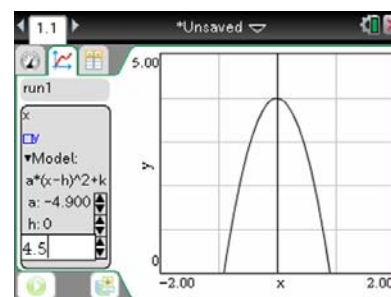 1.1
*Unsaved
5.00
run1
x
y
▼Model:
a*(x-h)^2+k
a: -4.900
h: 0
4.5
y
0
-2.00
x
2.00